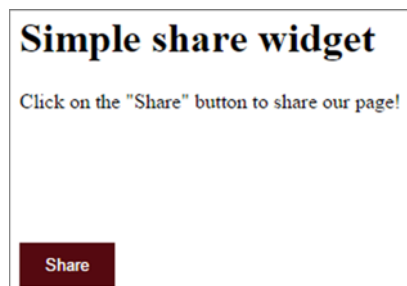 Simple share widget
Click on the "Share" button to share our page!
Share